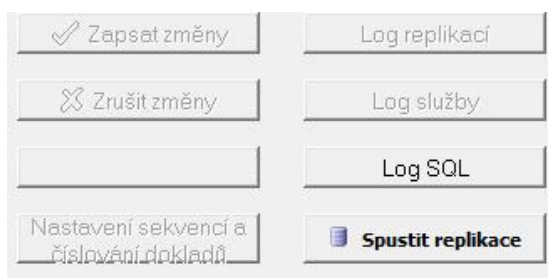 Zapsat změny
Log replikací
Zrušit změny
Log služby
Log SQL
Nastavení sekvencí a
číslování dokladů
Spustit replikace